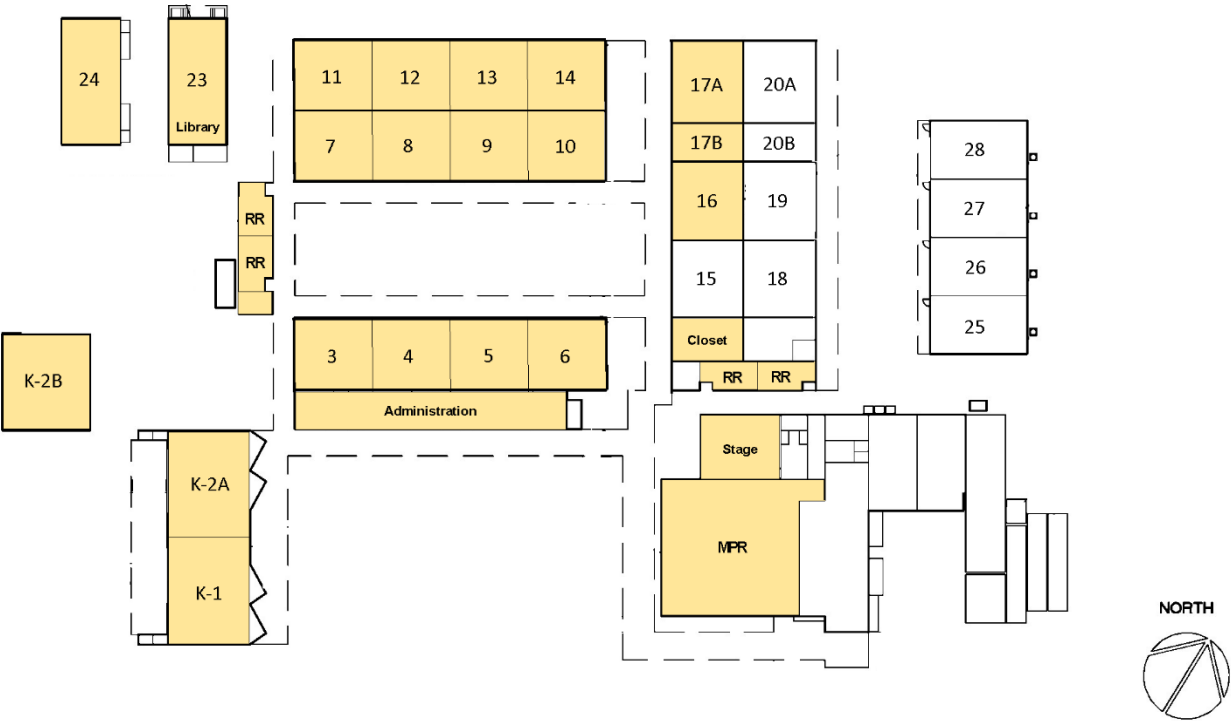 24
23
Library
11
12
13
14
7
8
9
10
17A
20A
17B
20B
16
19
15
18
Closet
RR
RR
28
27
26
25
RR
RR
3
4
5
6
Administration
K-2B
K-2A
K-1
Stage
MPR
NORTH